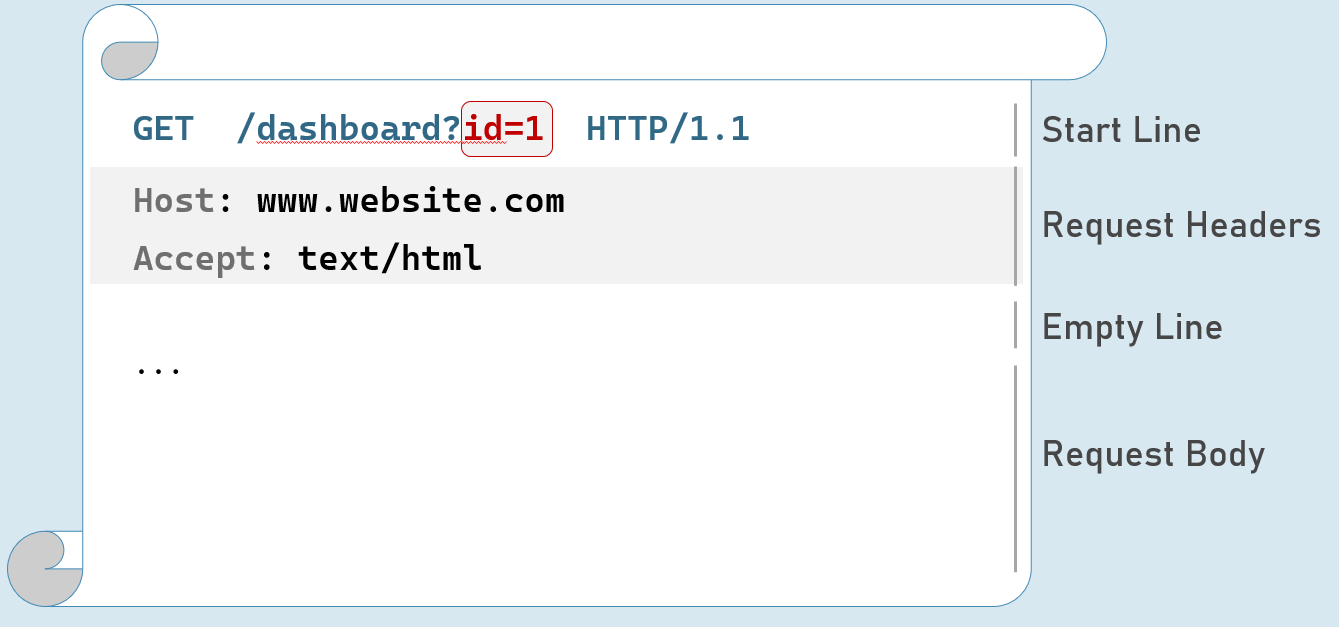 GET /dashboard?id=1 HTTP/1.1
Start Line
Host: www.website.com
Accept: text/html
Request Headers
Empty Line
...
Request Body